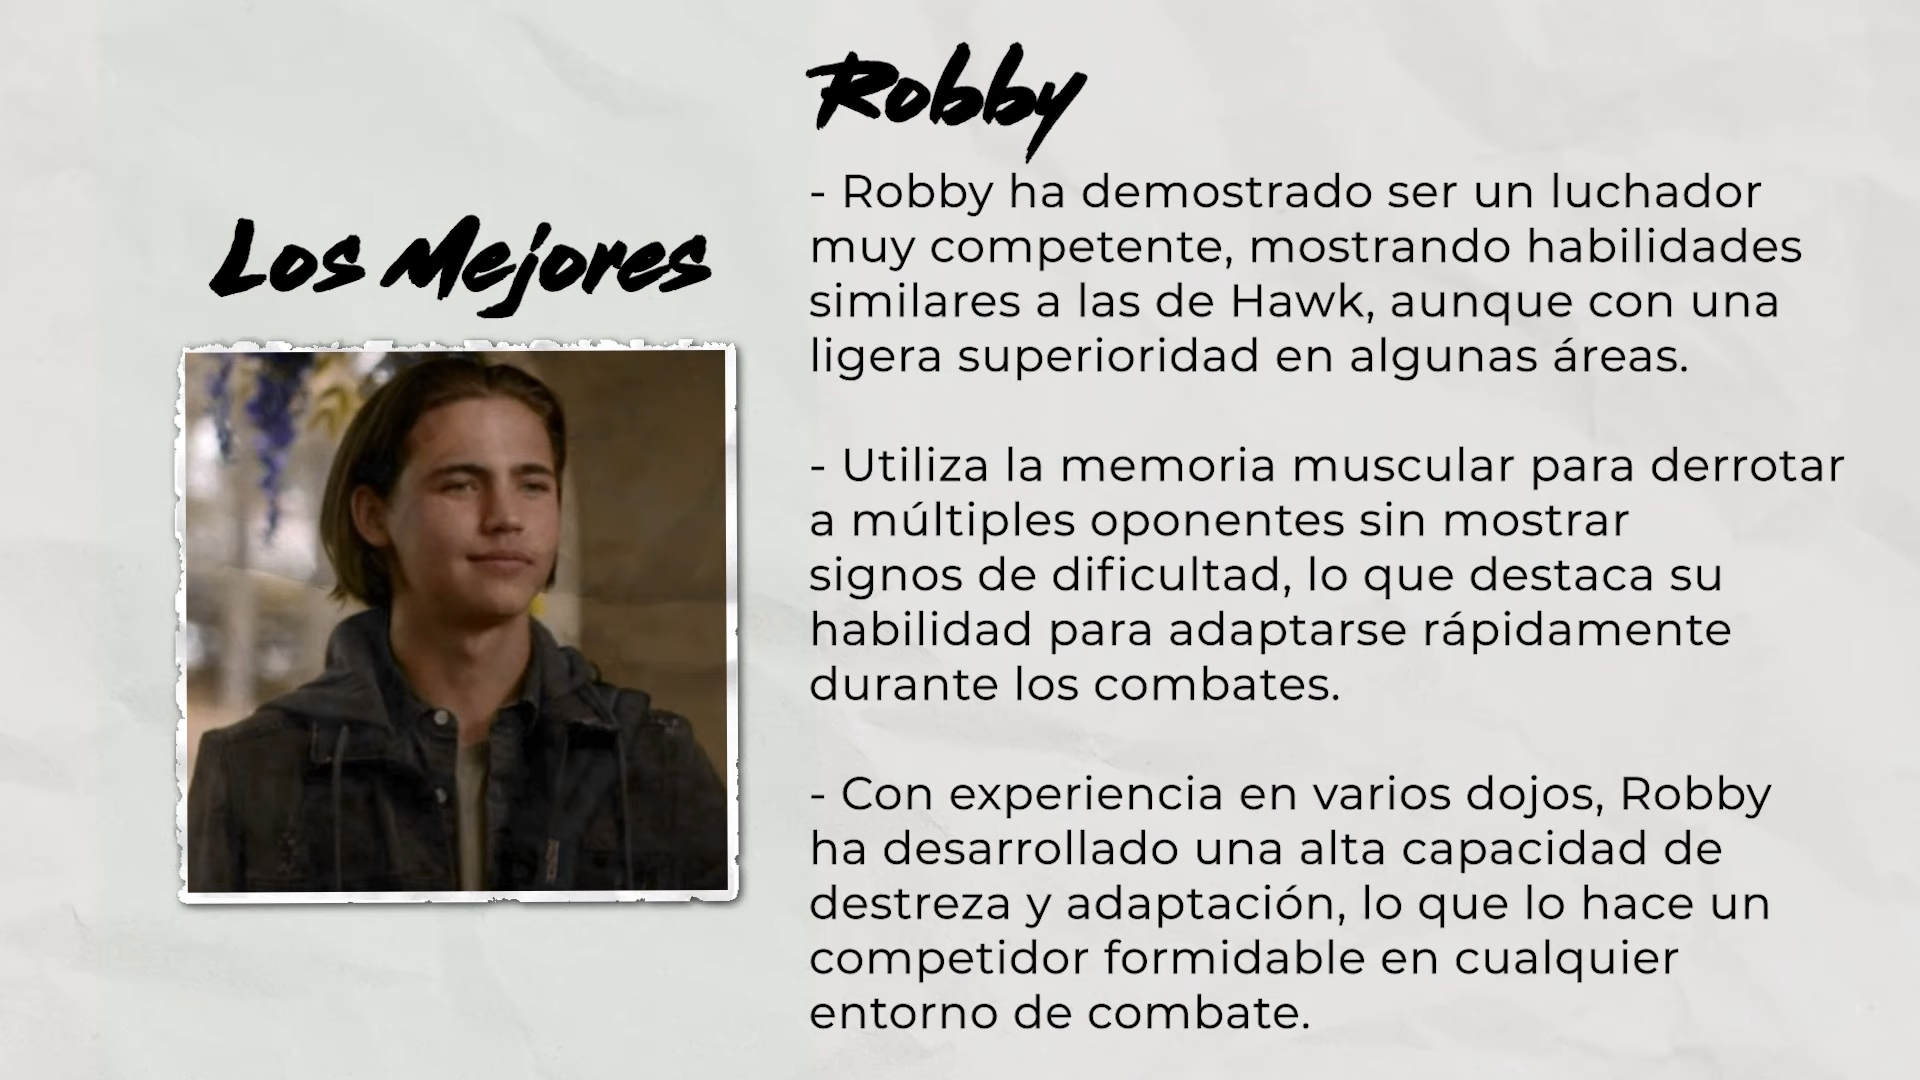 Los Mejores
Robby
- Robby ha demostrado ser un luchador
muy competente, mostrando habilidades
similares a las de Hawk, aunque con una
ligera superioridad en algunas áreas.
- Utiliza la memoria muscular para derrotar
a múltiples oponentes sin mostrar
signos de dificultad, lo que destaca su
habilidad para adaptarse rápidamente
durante los combates.
- Con experiencia en varios dojos, Robby
ha desarrollado una alta capacidad de
destreza y adaptación, lo que lo hace un
competidor formidable en cualquier
entorno de combate.